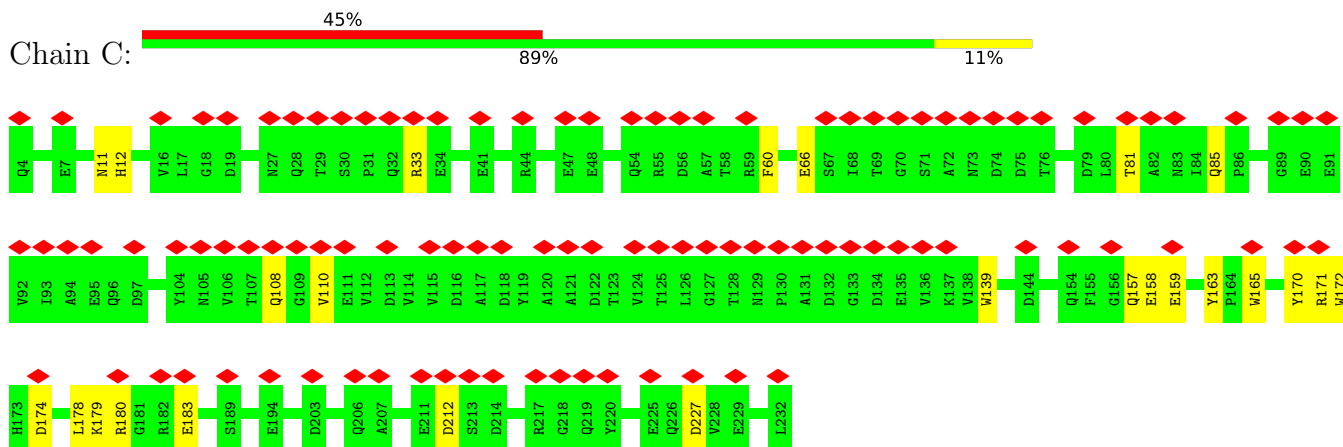 45%
Chain C:
89% 11%
Q4 E7 N11 H12 V16 L17 G18 D19 N27 Q28 T29 S30 P31 Q32 R33 E34 E41 R44 E47 E48 Q54 R55 D56 A57 T58 R59 F60 E66 S67 I68 T69 G70 S71 A72 N73 D74 D75 T76 D79 L80 T81 A82 N83 I84 Q85 P86 G89 E90 E91
V92 I93 A94 E95 Q96 D97 Y104 N105 V106 T107 Q108 G109 V110 E111 V112 D113 V114 V115 D116 A117 D118 Y119 A120 A121 D122 T123 V124 T125 L126 G127 T128 N129 P130 A131 D132 G133 D134 E135 V136 K137 V138 W139 D144 Q154 F155 G156 Q157 E158 E159 Y163 P164 W165 Y170 R171 W172
H173 D174 L178 K179 R180 G181 R182 E183 S189 E194 D203 Q206 A207 E211 D212 S213 D214 R217 G218 Q219 Y220 E225 Q226 D227 V228 E229 L232